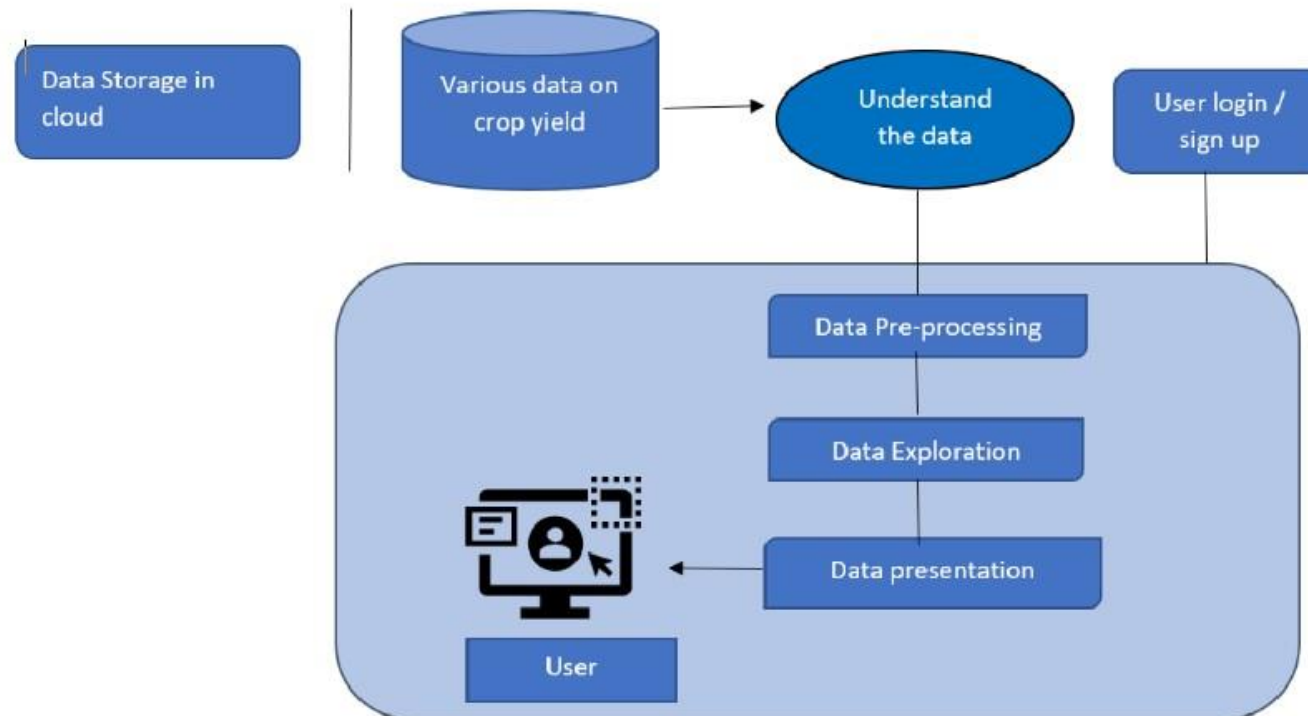 Data Storage in
cloud
Various data on
crop yield
Understand
the data
User login /
sign up
Data Pre-processing
Data Exploration
Data presentation
User